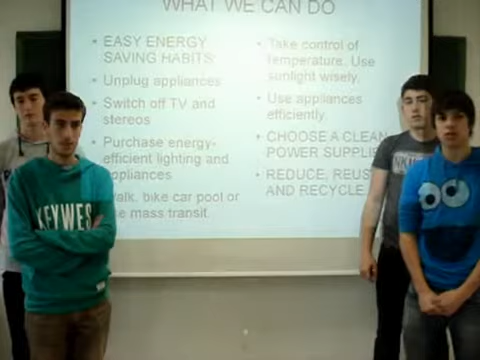 WHAT WE CAN DO
• EASY ENERGY
SAVING HABITS:
• Unplug appliances
• Switch off TV and
stereos
• Purchase energy-
efficient lighting and
appliances
Walk, bike car pool or
use mass transit.
• Take control of
temperature. Use
sunlight wisely.
• Use appliances
efficiently.
• CHOOSE A CLEAN
POWER SUPPLIE
• REDUCE, REUS
AND RECYCLE
KEYWES